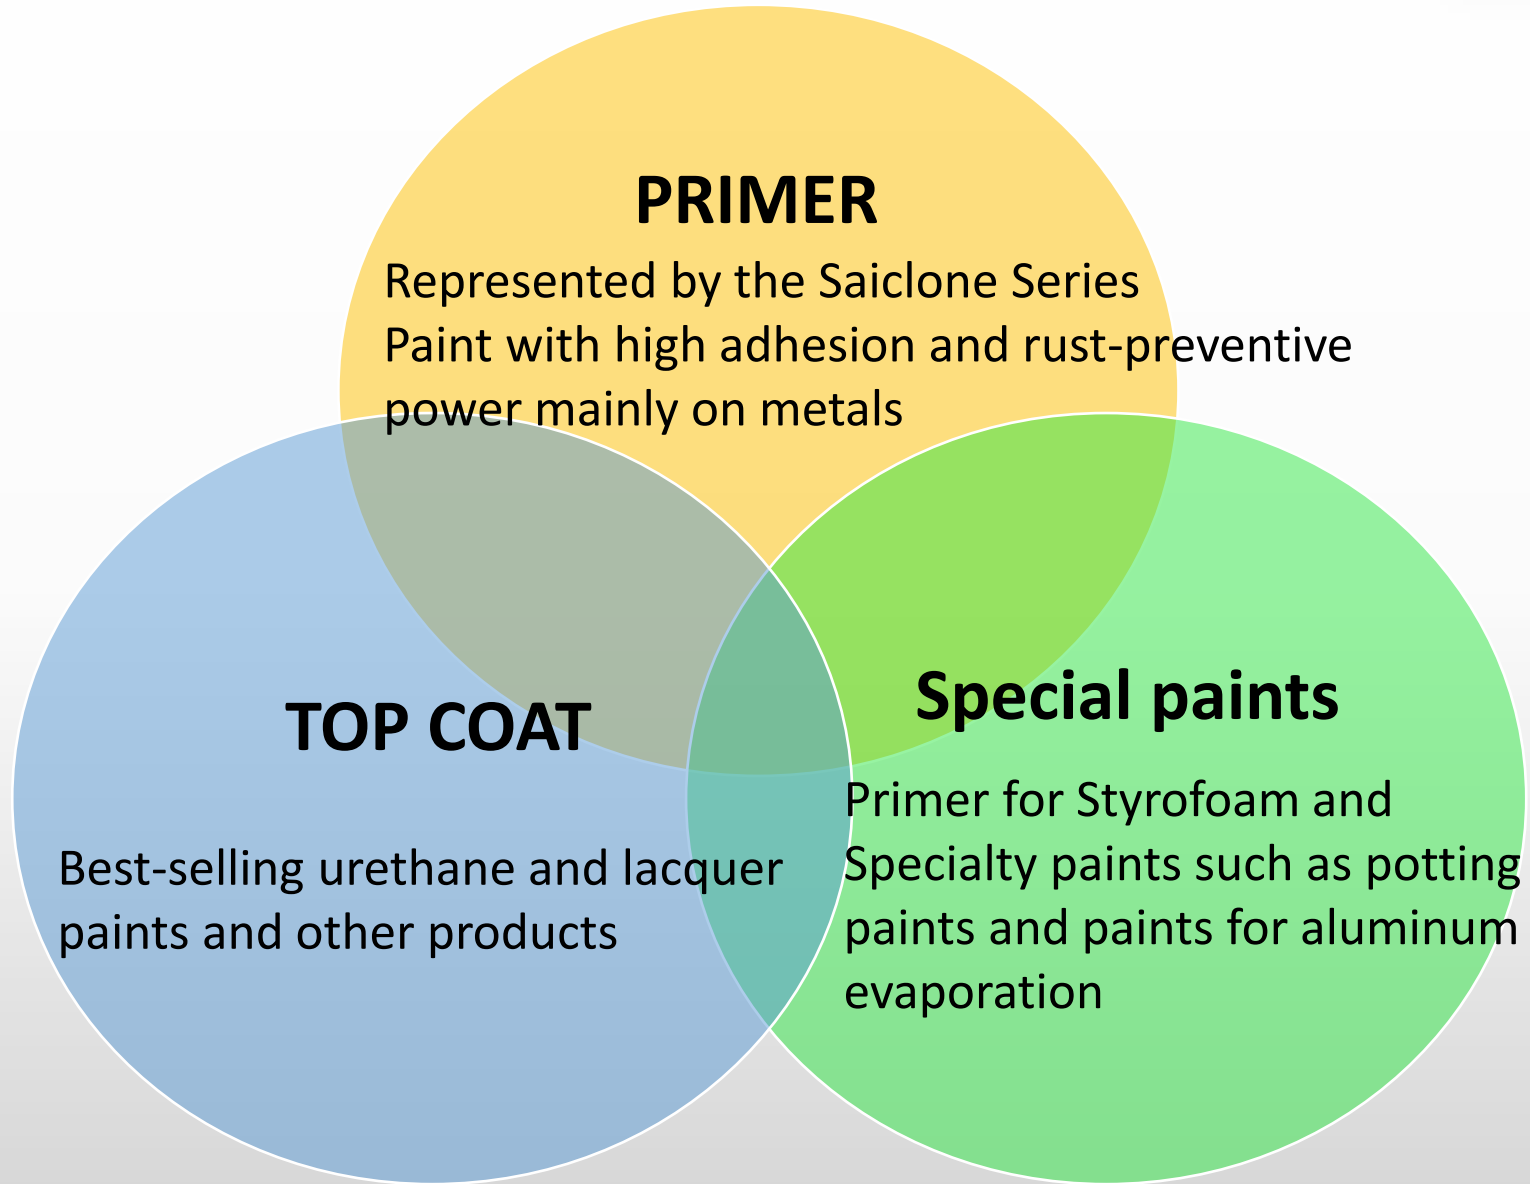 PRIMER
Represented by the Saiclone Series
Paint with high adhesion and rust-preventive
power mainly on metals
TOP COAT
Best-selling urethane and lacquer
paints and other products
Special paints
Primer for Styrofoam and
Specialty paints such as potting
paints and paints for aluminum
evaporation